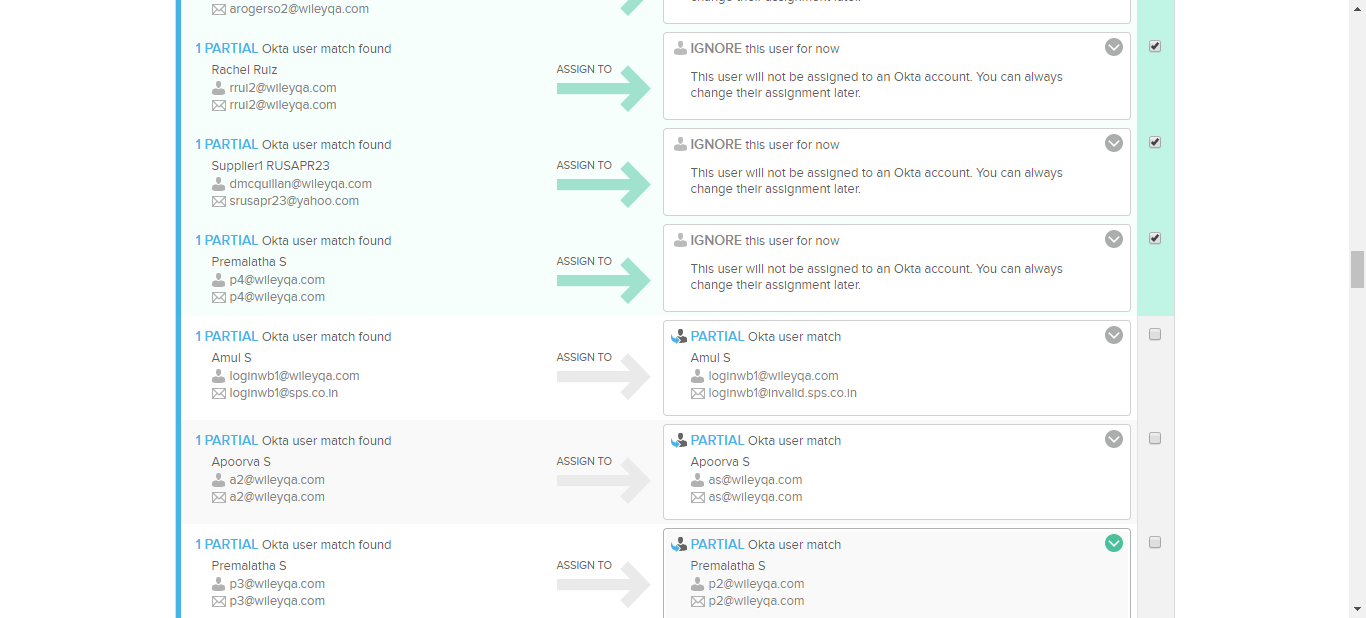 arogerso2@wileyqa.com
change their assignment later.
1 PARTIAL Okta user match found
IGNORE this user for now
Rachel Ruiz
ASSIGN TO
This user will not be assigned to an Okta account. You can always
rrui2@wileyqa.com
change their assignment later.
rrui2@wileyqa.com
1 PARTIAL Okta user match found
IGNORE this user for now
Supplier1 RUSAPR23
ASSIGN TO
This user will not be assigned to an Okta account. You can always
dmcquillan@wileyqa.com
change their assignment later.
srusapr23@yahoo.com
1 PARTIAL Okta user match found
IGNORE this user for now
Premalatha S
ASSIGN TO
This user will not be assigned to an Okta account. You can always
p4@wileyqa.com
change their assignment later.
p4@wileyqa.com
1 PARTIAL Okta user match found
PARTIAL Okta user match
Amul S
ASSIGN TO
Amul S
loginwb1@wileyqa.com
loginwb1@wileyqa.com
loginwb1@sps.co.in
loginwb1@invalid.sps.co.in
1 PARTIAL Okta user match found
PARTIAL Okta user match
Apoorva S
ASSIGN TO
Apoorva S
a2@wileyqa.com
as@wileyqa.com
a2@wileyqa.com
as@wileyqa.com
1 PARTIAL Okta user match found
PARTIAL Okta user match
Premalatha S
ASSIGN TO
Premalatha S
p3@wileyqa.com
p2@wileyqa.com
p3@wileyqa.com
p2@wileyqa.com